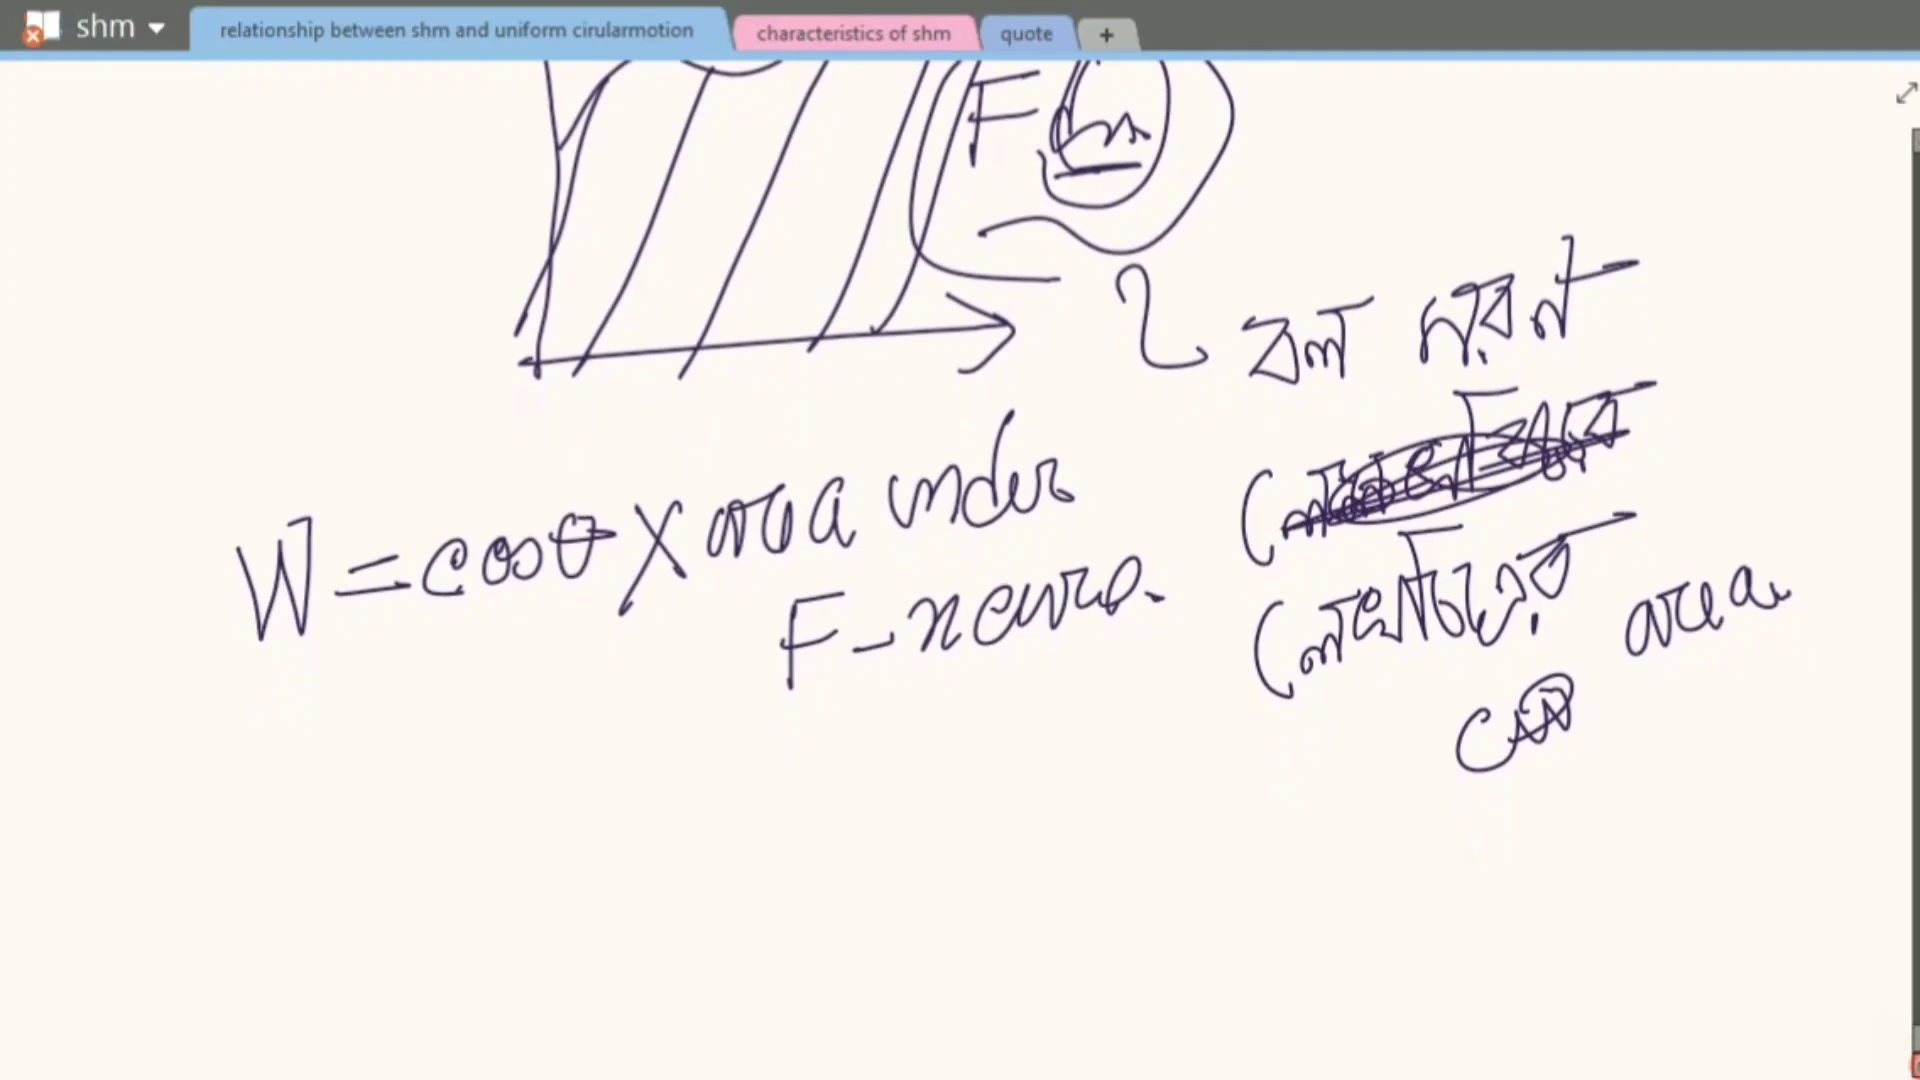 shm
relationship between shm and uniform cirularmotion
characteristics of shm
quote
+
F
বল সরণ
W = cosθ × area under
F-x curve.
লেখচিত্রের area